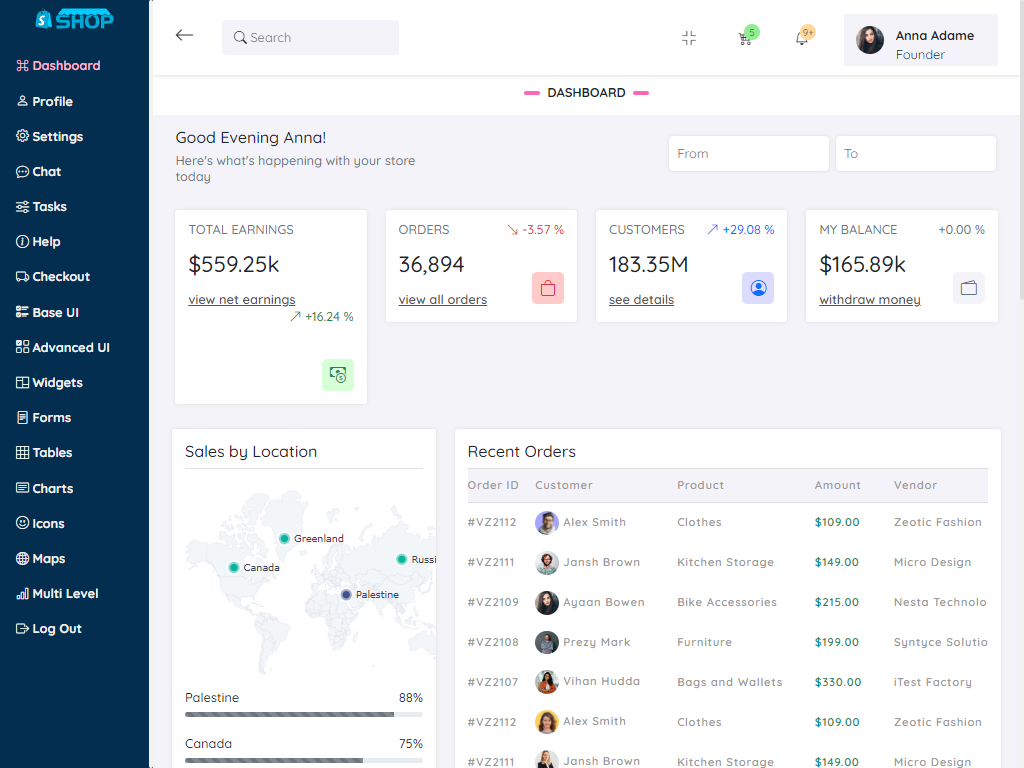 S SHOP
Dashboard
Profile
Settings
Chat
Tasks
Help
Checkout
Base UI
Advanced UI
Widgets
Forms
Tables
Charts
Icons
Maps
Multi Level
Log Out
Search
5
9+
Anna Adame
Founder
DASHBOARD
Good Evening Anna!
Here's what's happening with your store
today
From
To
TOTAL EARNINGS
$559.25k
view net earnings
+16.24 %
ORDERS
-3.57 %
36,894
view all orders
CUSTOMERS
+29.08 %
183.35M
see details
MY BALANCE
+0.00 %
$165.89k
withdraw money
Sales by Location
Greenland
Russi
Canada
Palestine
Palestine 88%
Canada 75%
Recent Orders
Order ID Customer Product Amount Vendor
#VZ2112 Alex Smith Clothes $109.00 Zeotic Fashion
#VZ2111 Jansh Brown Kitchen Storage $149.00 Micro Design
#VZ2109 Ayaan Bowen Bike Accessories $215.00 Nesta Technolo
#VZ2108 Prezy Mark Furniture $199.00 Syntyce Solutio
#VZ2107 Vihan Hudda Bags and Wallets $330.00 iTest Factory
#VZ2112 Alex Smith Clothes $109.00 Zeotic Fashion
#VZ2111 Jansh Brown Kitchen Storage $149.00 Micro Design